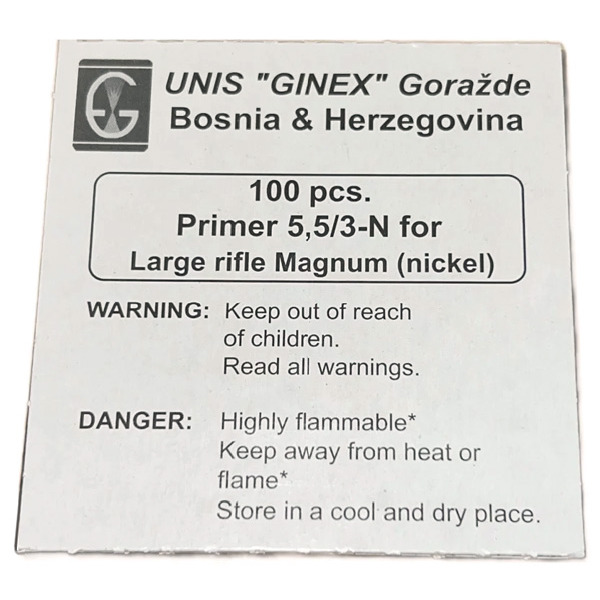 UNIS "GINEX" Goražde
Bosnia & Herzegovina
100 pcs.
Primer 5,5/3-N for
Large rifle Magnum (nickel)
WARNING: Keep out of reach
of children.
Read all warnings.
DANGER: Highly flammable*
Keep away from heat or
flame*
Store in a cool and dry place.